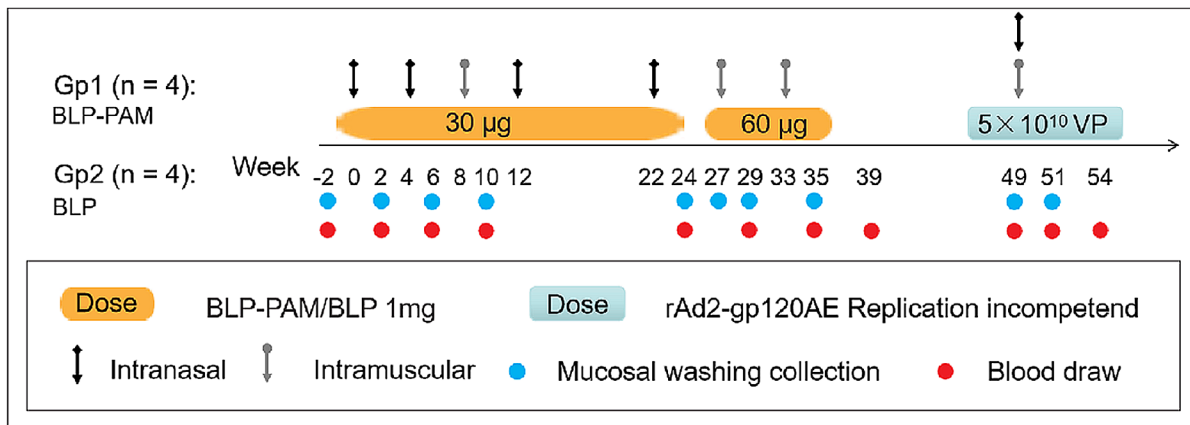 Gp1 (n = 4):
BLP-PAM
30 µg
60 µg
5×10¹⁰ VP
Gp2 (n = 4):
BLP
Week
-2 0 2 4 6 8 10 12 22 24 27 29 33 35 39 49 51 54
Dose BLP-PAM/BLP 1mg Dose rAd2-gp120AE Replication incompetend
Intranasal Intramuscular Mucosal washing collection Blood draw